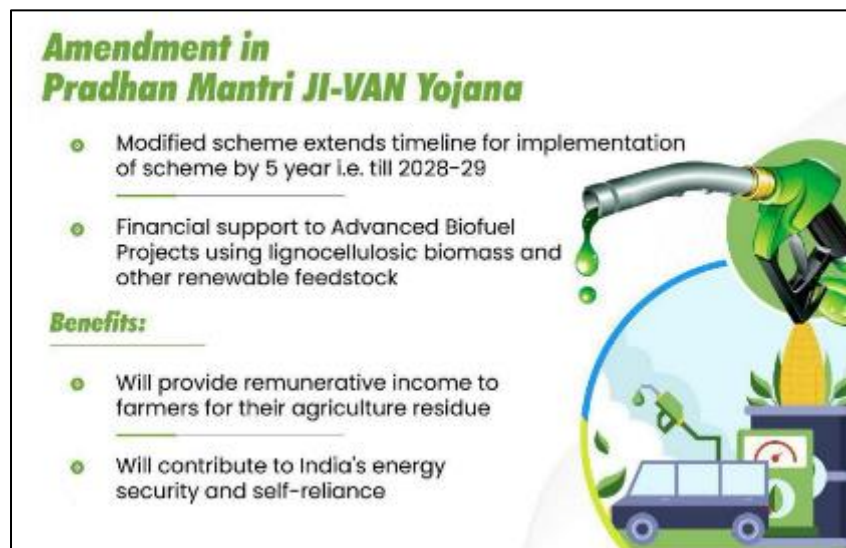 Amendment in
Pradhan Mantri JI-VAN Yojana
Modified scheme extends timeline for implementation
of scheme by 5 year i.e. till 2028-29
Financial support to Advanced Biofuel
Projects using lignocellulosic biomass and
other renewable feedstock
Benefits:
Will provide remunerative income to
farmers for their agriculture residue
Will contribute to India's energy
security and self-reliance